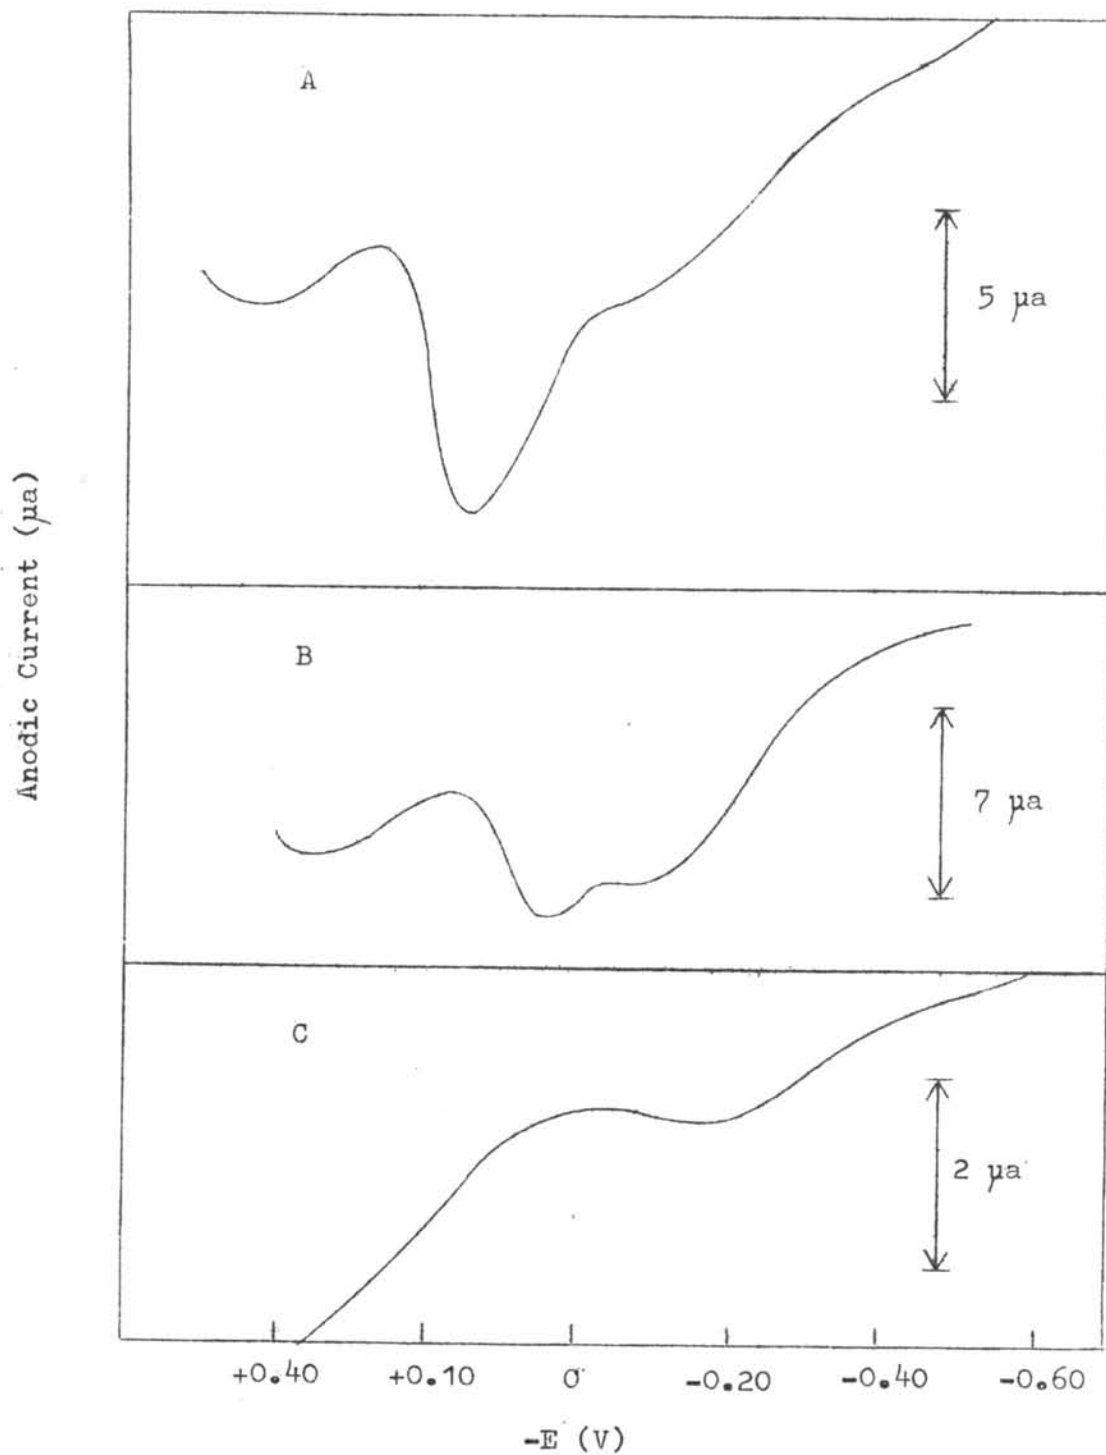 A
5 μa
Anodic Current (μa)
B
7 μa
C
2 μa
+0.40 +0.10 0 -0.20 -0.40 -0.60
-E (V)